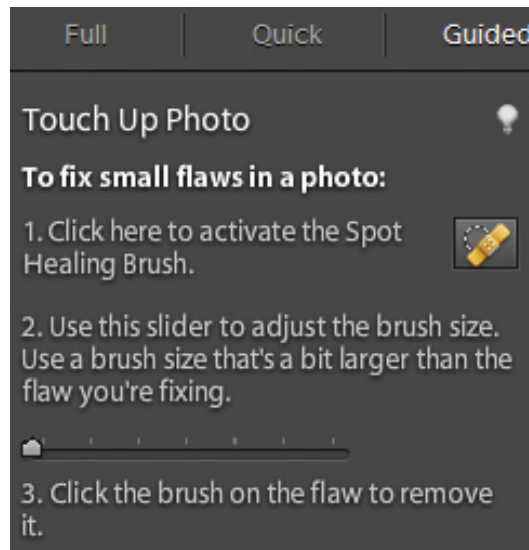 Full Quick Guided
Touch Up Photo
To fix small flaws in a photo:
1. Click here to activate the Spot
Healing Brush.
2. Use this slider to adjust the brush size.
Use a brush size that's a bit larger than the
flaw you're fixing.
3. Click the brush on the flaw to remove
it.